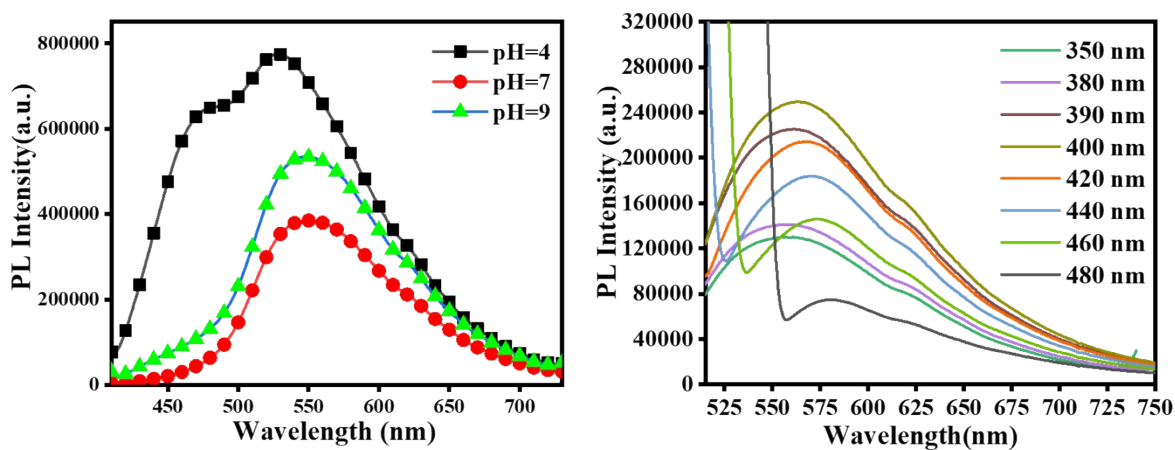 800000
600000
400000
200000
0
PL Intensity(a.u.)
pH=4
pH=7
pH=9
450 500 550 600 650 700
Wavelength (nm)
320000
280000
240000
200000
160000
120000
80000
40000
0
PL Intensity (a.u.)
350 nm
380 nm
390 nm
400 nm
420 nm
440 nm
460 nm
480 nm
525 550 575 600 625 650 675 700 725 750
Wavelength(nm)